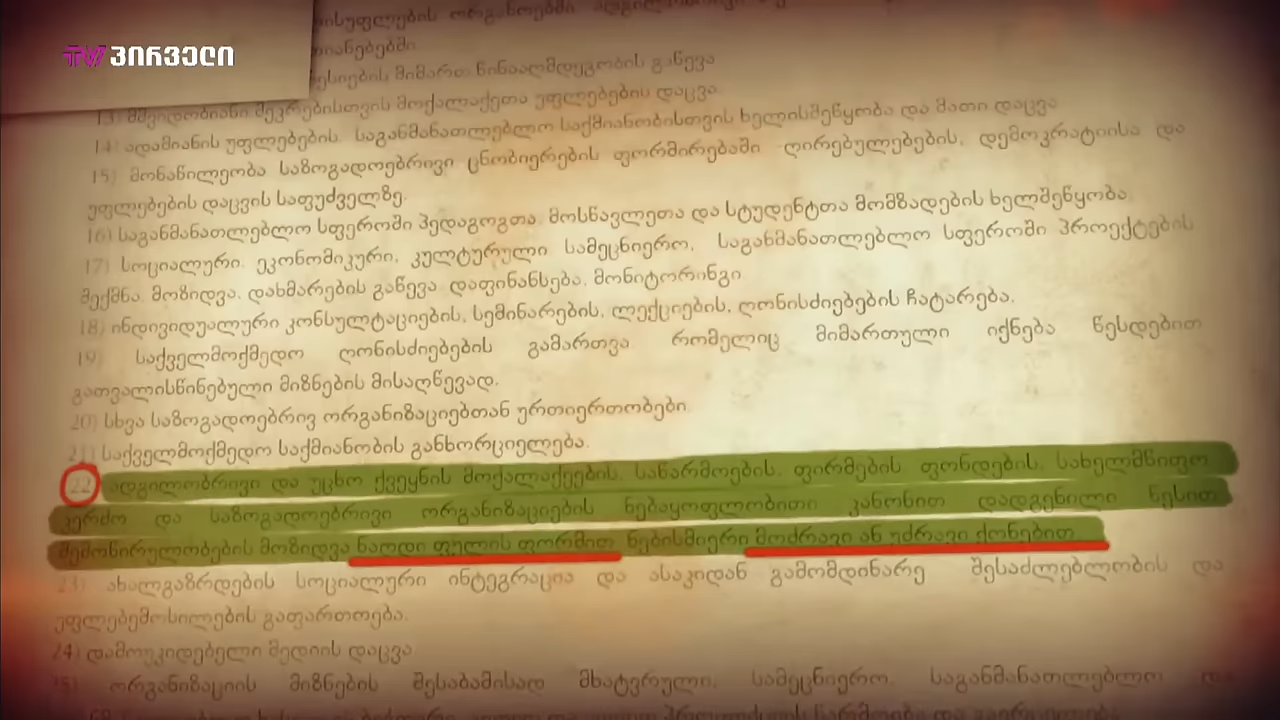 TV პირველი
ისუფლების ორგანოებში
იანებებში
ესიების მიმართ წინააღმდეგობის გაწევა
13) მშვიდობიანი შეკრებისთვის მოქალაქეთა უფლებების დაცვა
14) ადამიანის უფლებების, საგანმანათლებლო საქმიანობისთვის ხელისშეწყობა და მათი დაცვა
15) მონაწილეობა საზოგადოებრივი ცნობიერების ფორმირებაში ღირებულებების, დემოკრატიისა და
უფლებების დაცვის საფუძველზე.
16) საგანმანათლებლო სფეროში პედაგოგთა, მოსწავლეთა და სტუდენტთა მომზადების ხელშეწყობა.
17) სოციალური, ეკონომიკური, კულტურული სამეცნიერო, საგანმანათლებლო სფეროში პროექტების
შექმნა, მოზიდვა, დახმარების გაწევა დაფინანსება, მონიტორინგი
18) ინდივიდუალური კონსულტაციების, სემინარების, ლექციების, ღონისძიებების ჩატარება.
19) საქველმოქმედო ღონისძიებების გამართვა რომელიც მიმართული იქნება წესდებით
გათვალისწინებული მიზნების მისაღწევად.
20) სხვა საზოგადოებრივ ორგანიზაციებთან ურთიერთობები
21) საქველმოქმედო საქმიანობის განხორციელება.
22) ადგილობრივი და უცხო ქვეყნის მოქალაქეების, საწარმოების, ფირმების ფონდების, სახელმწიფო
კერძო და საზოგადოებრივი ორგანიზაციების ნებაყოფლობითი კანონით დადგენილი წესით
შემოწირულობების მოზიდვა ნაღდი ფულის ფორმით ნებისმიერი მოძრავი ან უძრავი ქონებით
23) ახალგაზრდების სოციალური ინტეგრაცია და ასაკიდან გამომდინარე შესაძლებლობის და
უფლებემოსილების გაფართოება.
24) დამოუკიდებელი მედიის დაცვა
25) ორგანიზაციის მიზნების შესაბამისად მხატვრული, სამეცნიერო, საგანმანათლებლო და